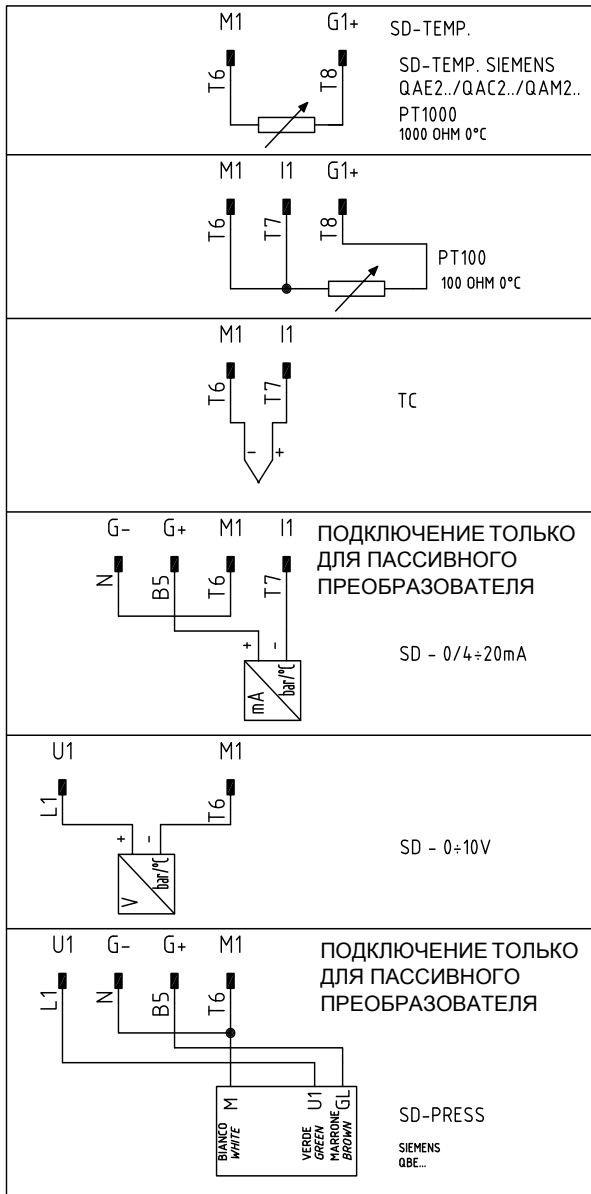 M1 G1+ SD-TEMP.
T6 T8
SD-TEMP. SIEMENS
QAE2../QAC2../QAM2..
PT1000
1000 OHM 0°C
M1 I1 G1+
T6 T7 T8
PT100
100 OHM 0°C
M1 I1
T6 T7
TC
- +
G- G+ M1 I1
ПОДКЛЮЧЕНИЕ ТОЛЬКО
ДЛЯ ПАССИВНОГО
ПРЕОБРАЗОВАТЕЛЯ
N B5 T6 T7
+ -
mA bar/°C
SD - 0/4÷20mA
U1 M1
L1 T6
+ -
V bar/°C
SD - 0÷10V
U1 G- G+ M1
ПОДКЛЮЧЕНИЕ ТОЛЬКО
ДЛЯ ПАССИВНОГО
ПРЕОБРАЗОВАТЕЛЯ
L1 N B5 T6
M U1 GL
BIANCO
WHITE
VERDE
GREEN
MARRONE
BROWN
SD-PRESS
SIEMENS
QBE...